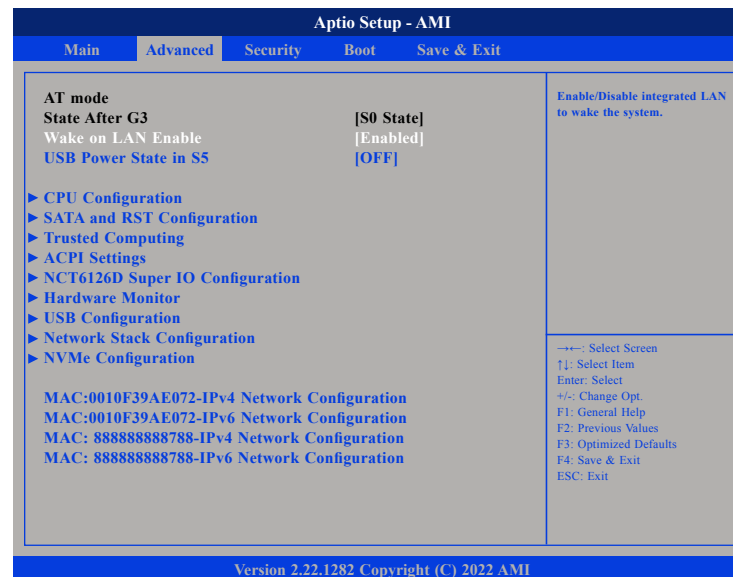 Aptio Setup - AMI
Main Advanced Security Boot Save & Exit
AT mode
State After G3 [S0 State]
Wake on LAN Enable [Enabled]
USB Power State in S5 [OFF]
► CPU Configuration
► SATA and RST Configuration
► Trusted Computing
► ACPI Settings
► NCT6126D Super IO Configuration
► Hardware Monitor
► USB Configuration
► Network Stack Configuration
► NVMe Configuration
MAC:0010F39AE072-IPv4 Network Configuration
MAC:0010F39AE072-IPv6 Network Configuration
MAC: 888888888788-IPv4 Network Configuration
MAC: 888888888788-IPv6 Network Configuration
Enable/Disable integrated LAN
to wake the system.
→←: Select Screen
↑↓: Select Item
Enter: Select
+/-: Change Opt.
F1: General Help
F2: Previous Values
F3: Optimized Defaults
F4: Save & Exit
ESC: Exit
Version 2.22.1282 Copyright (C) 2022 AMI